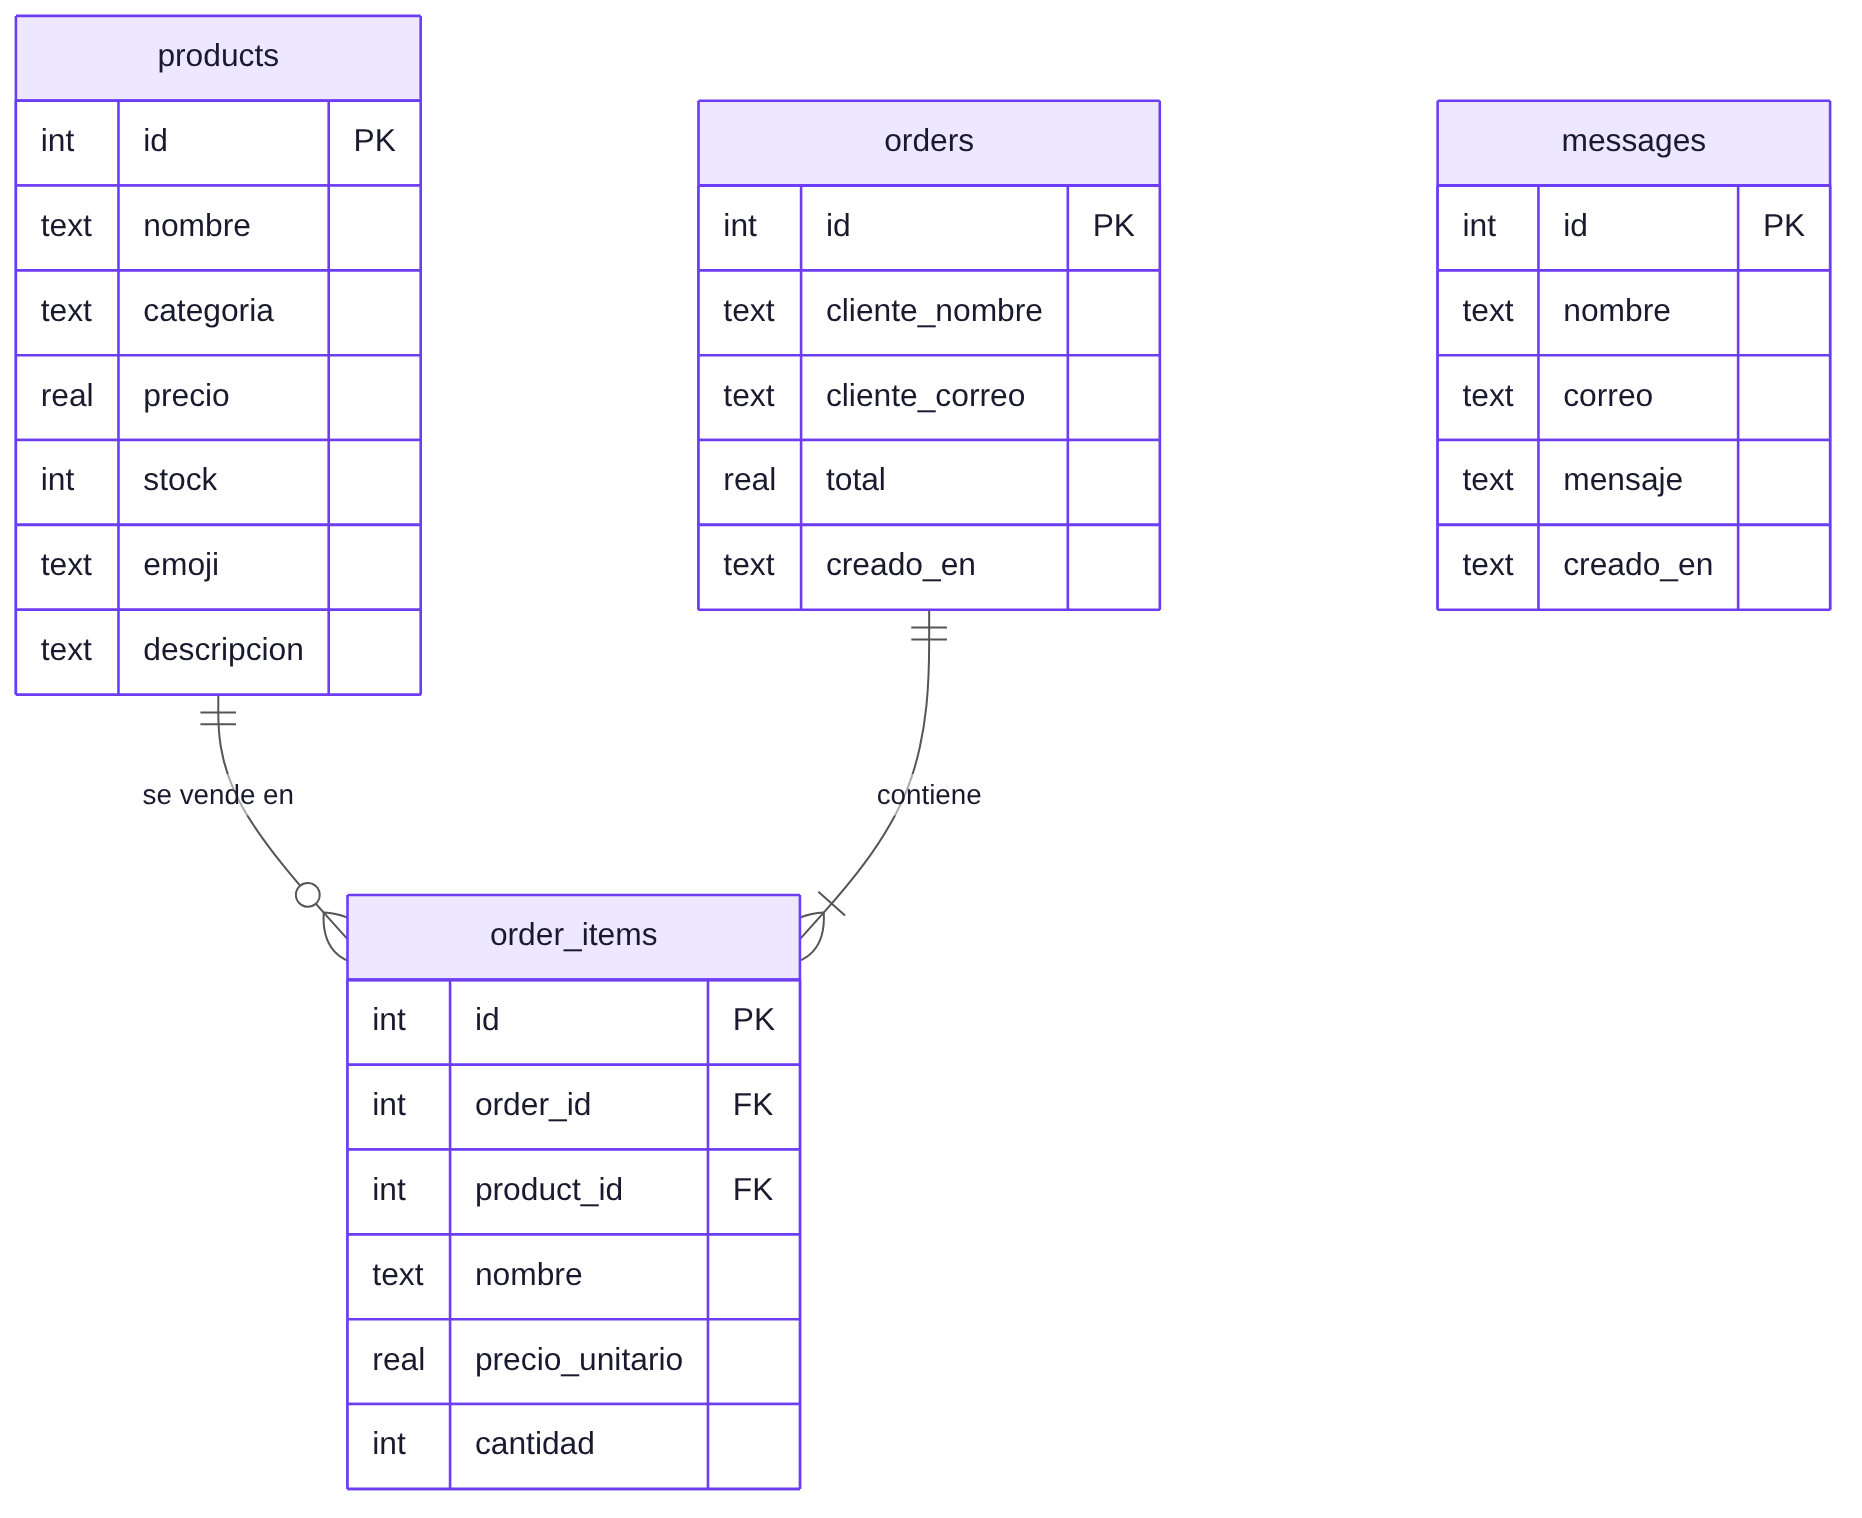 products
int id PK
text nombre
text categoria
real precio
int stock
text emoji
text descripcion
orders
int id PK
text cliente_nombre
text cliente_correo
real total
text creado_en
messages
int id PK
text nombre
text correo
text mensaje
text creado_en
se vende en
contiene
order_items
int id PK
int order_id FK
int product_id FK
text nombre
real precio_unitario
int cantidad